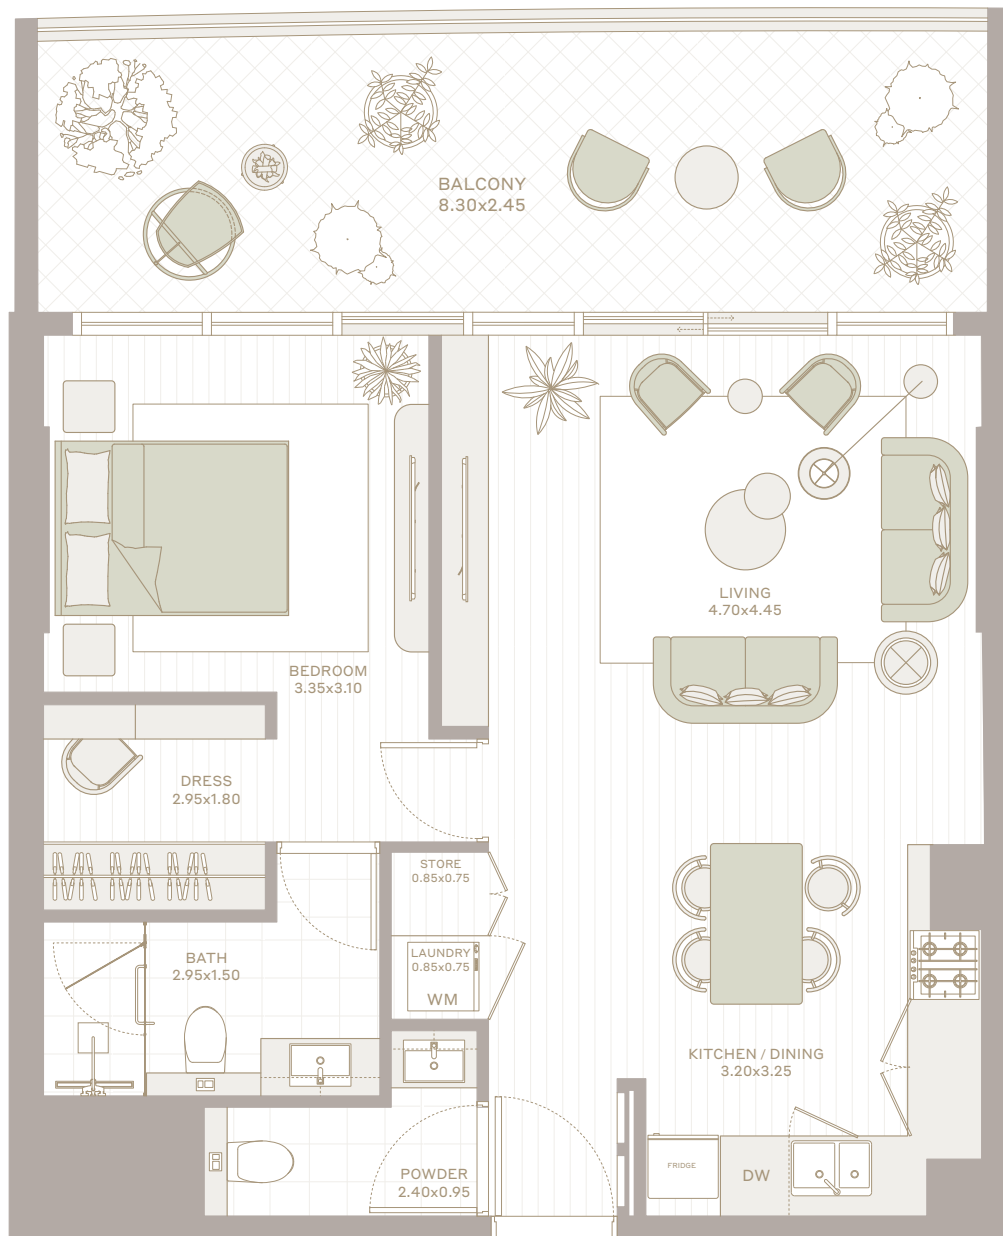 BALCONY
8.30x2.45
LIVING
4.70x4.45
BEDROOM
3.35x3.10
DRESS
2.95x1.80
STORE
0.85x0.75
BATH
2.95x1.50
LAUNDRY
0.85x0.75
WM
KITCHEN / DINING
3.20x3.25
POWDER
2.40x0.95
FRIDGE
DW